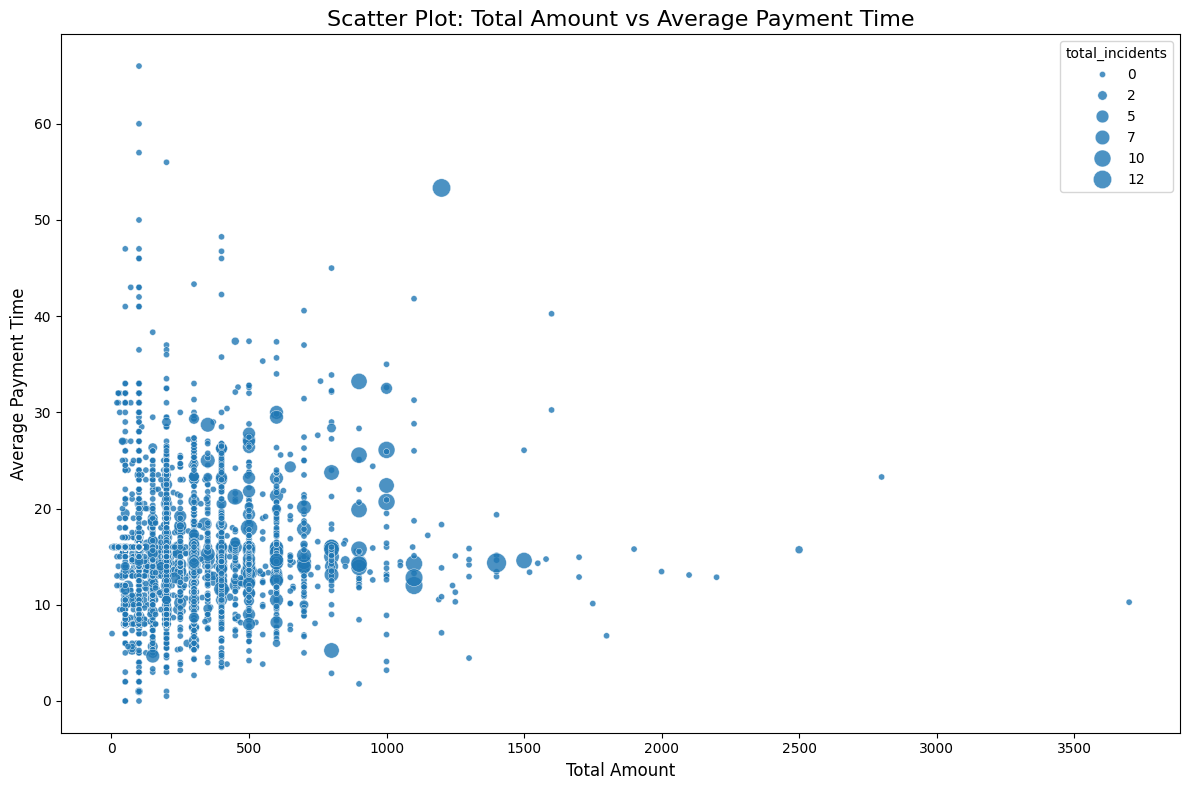 Scatter Plot: Total Amount vs Average Payment Time
total_incidents
0
2
5
7
10
12
Average Payment Time
60
50
40
30
20
10
0
0 500 1000 1500 2000 2500 3000 3500
Total Amount